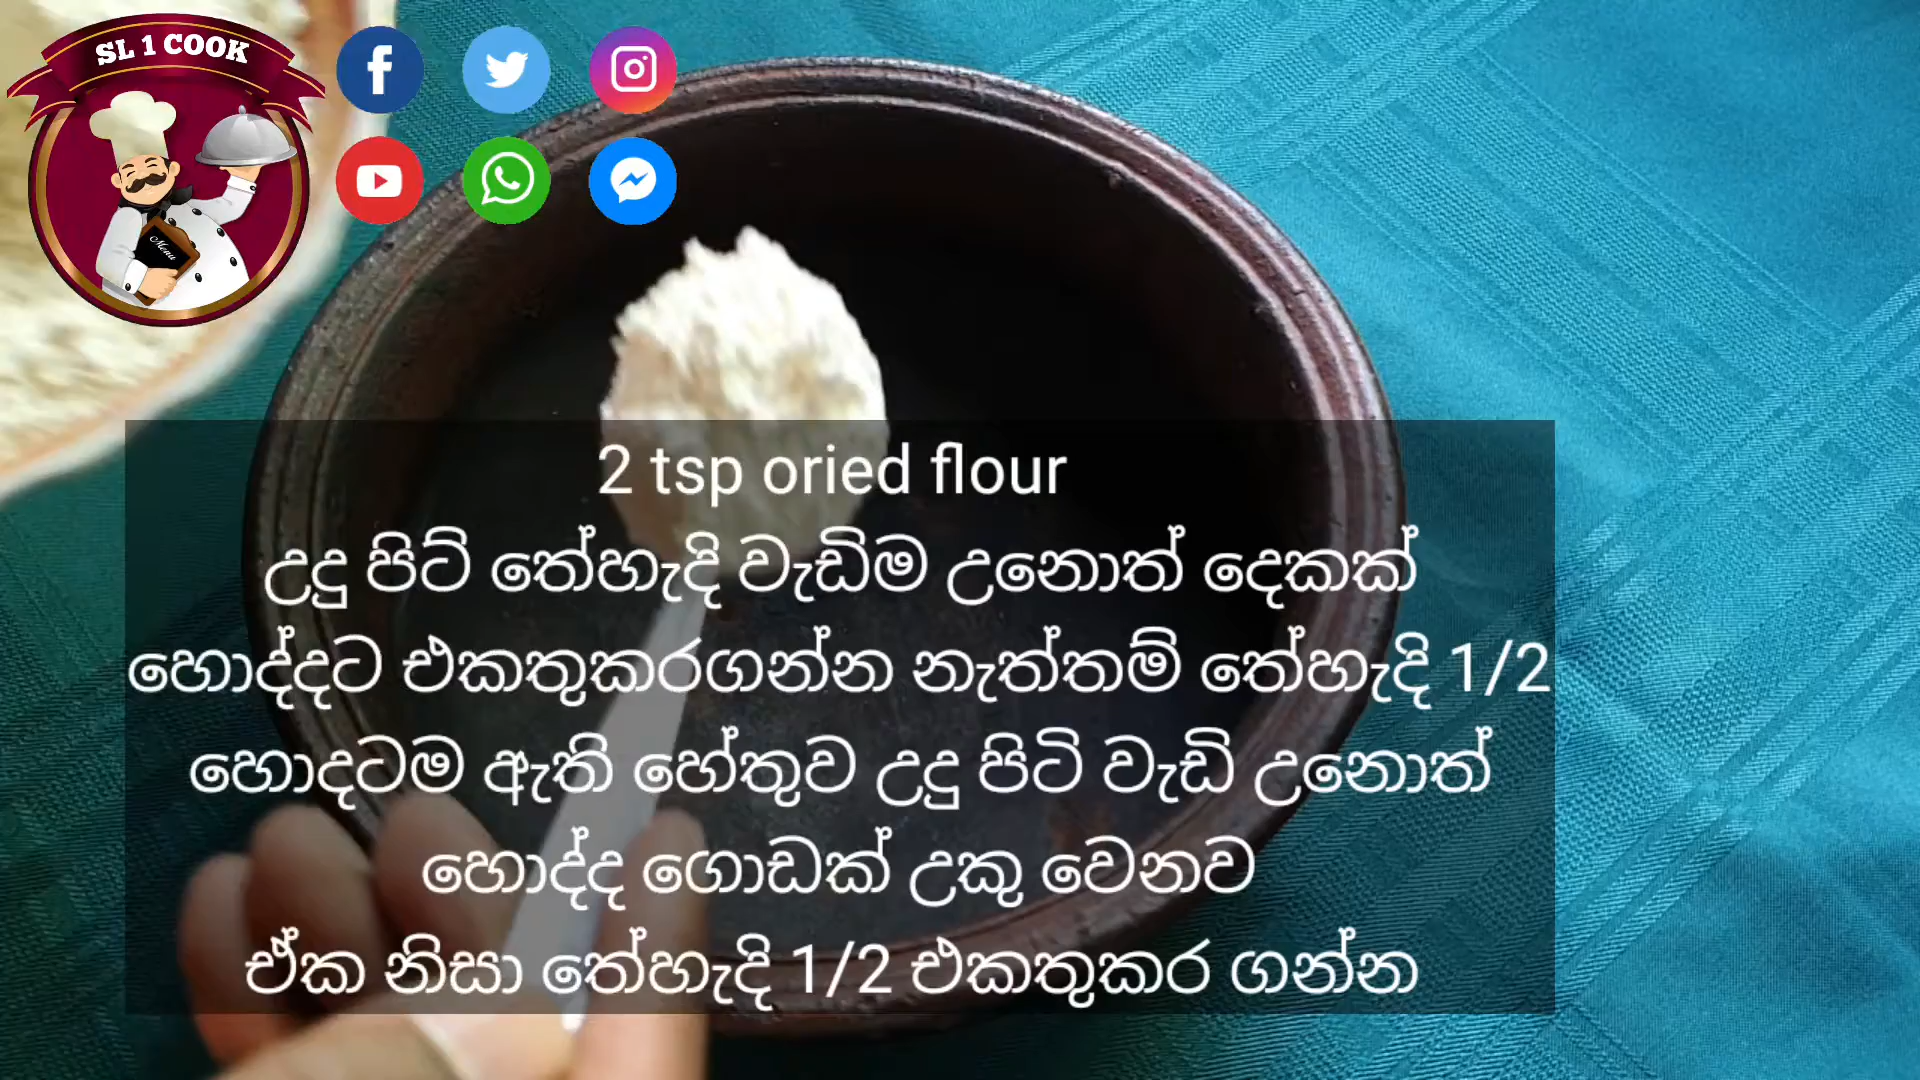 SL 1 COOK
Menu
2 tsp oried flour
උදු පිට් තේහැදි වැඩිම උනොත් දෙකක්
හොද්දට එකතුකරගන්න නැත්තම් තේහැදි 1/2
හොදටම ඇති හේතුව උදු පිටි වැඩි උනොත්
හොද්ද ගොඩක් උකු වෙනව
ඒක නිසා තේහැදි 1/2 එකතුකර ගන්න